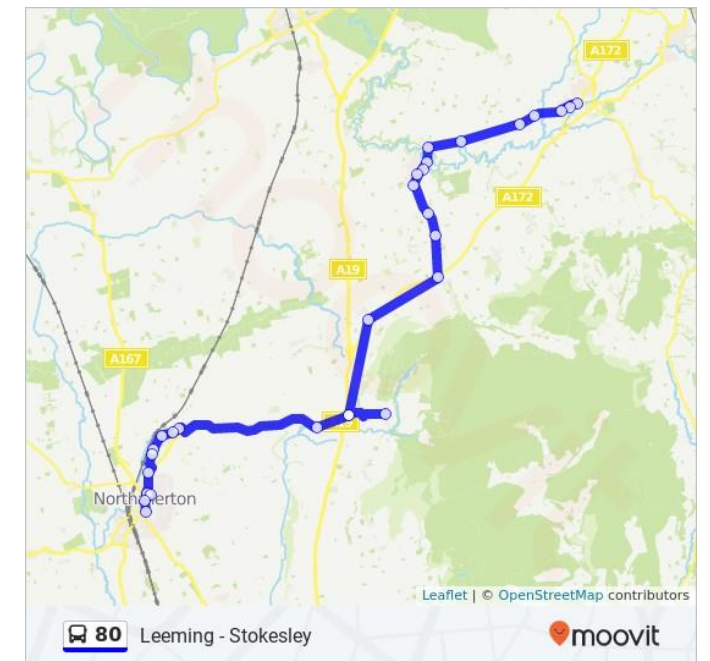 A172
A172
A19
A167
Northallerton
Leaflet | © OpenStreetMap contributors
80 Leeming - Stokesley
moovit